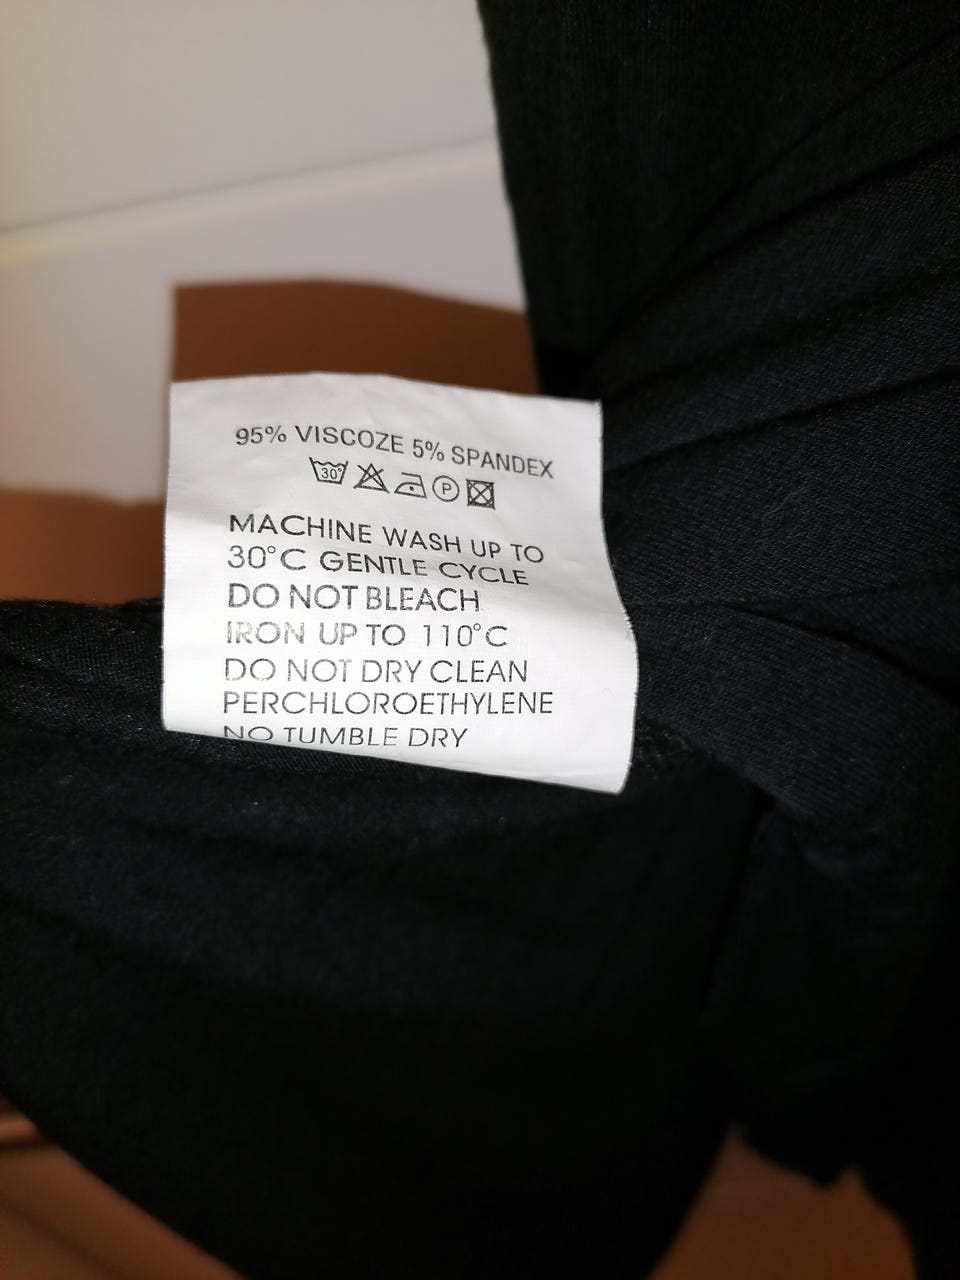 95% VISCOZE 5% SPANDEX
30° P
MACHINE WASH UP TO
30°C GENTLE CYCLE
DO NOT BLEACH
IRON UP TO 110°C
DO NOT DRY CLEAN
PERCHLOROETHYLENE
NO TUMBLE DRY